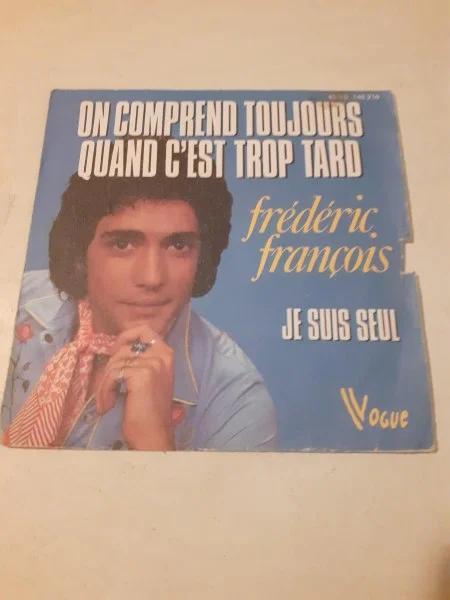 ON COMPREND TOUJOURS
QUAND C'EST TROP TARD
frédéric
françois
JE SUIS SEUL
VOGUE